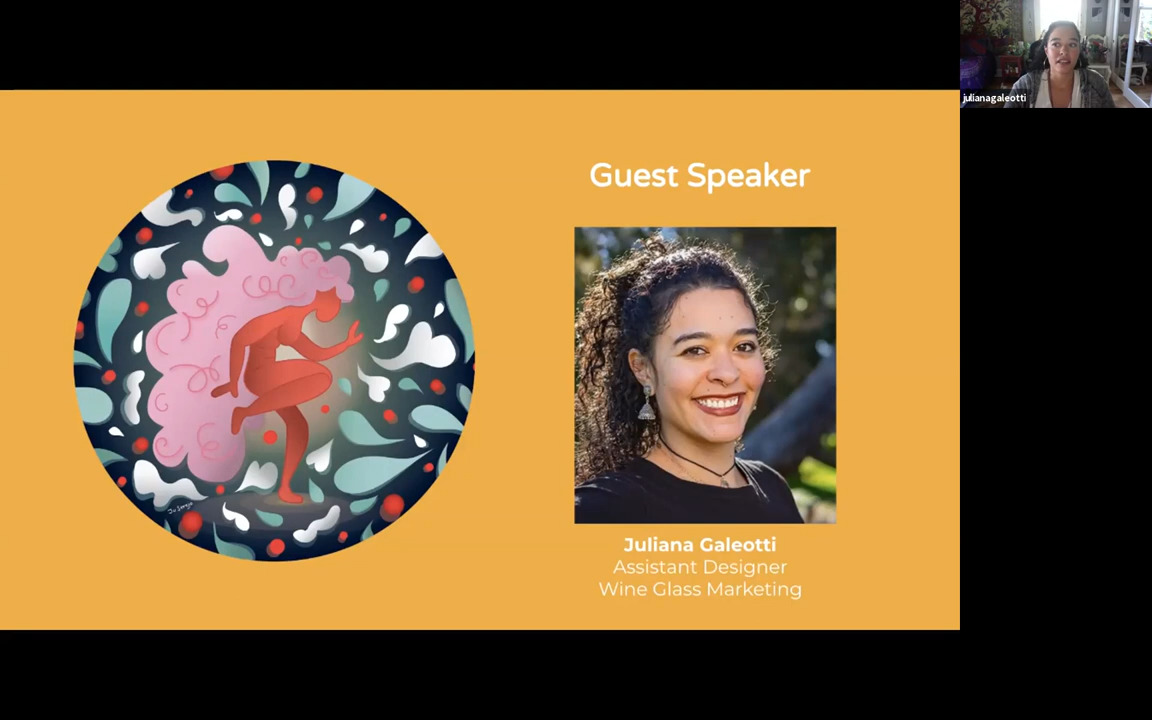 Guest Speaker
Juliana Galeotti
Assistant Designer
Wine Glass Marketing
julianagaleotti